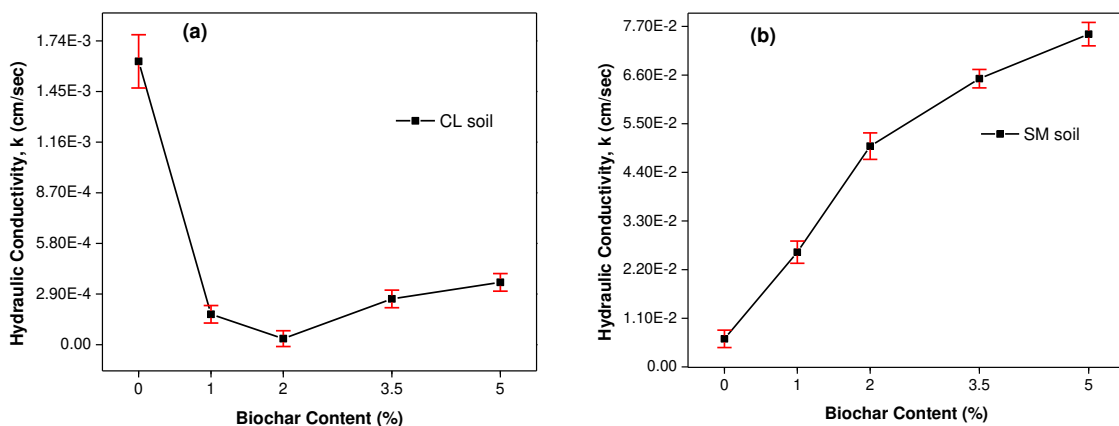 (a)
Hydraulic Conductivity, k (cm/sec)
1.74E-3
1.45E-3
1.16E-3
8.70E-4
5.80E-4
2.90E-4
0.00
CL soil
0 1 2 3.5 5
Biochar Content (%)
(b)
Hydraulic Conductivity, k (cm/sec)
7.70E-2
6.60E-2
5.50E-2
4.40E-2
3.30E-2
2.20E-2
1.10E-2
0.00
SM soil
0 1 2 3.5 5
Biochar Content (%)